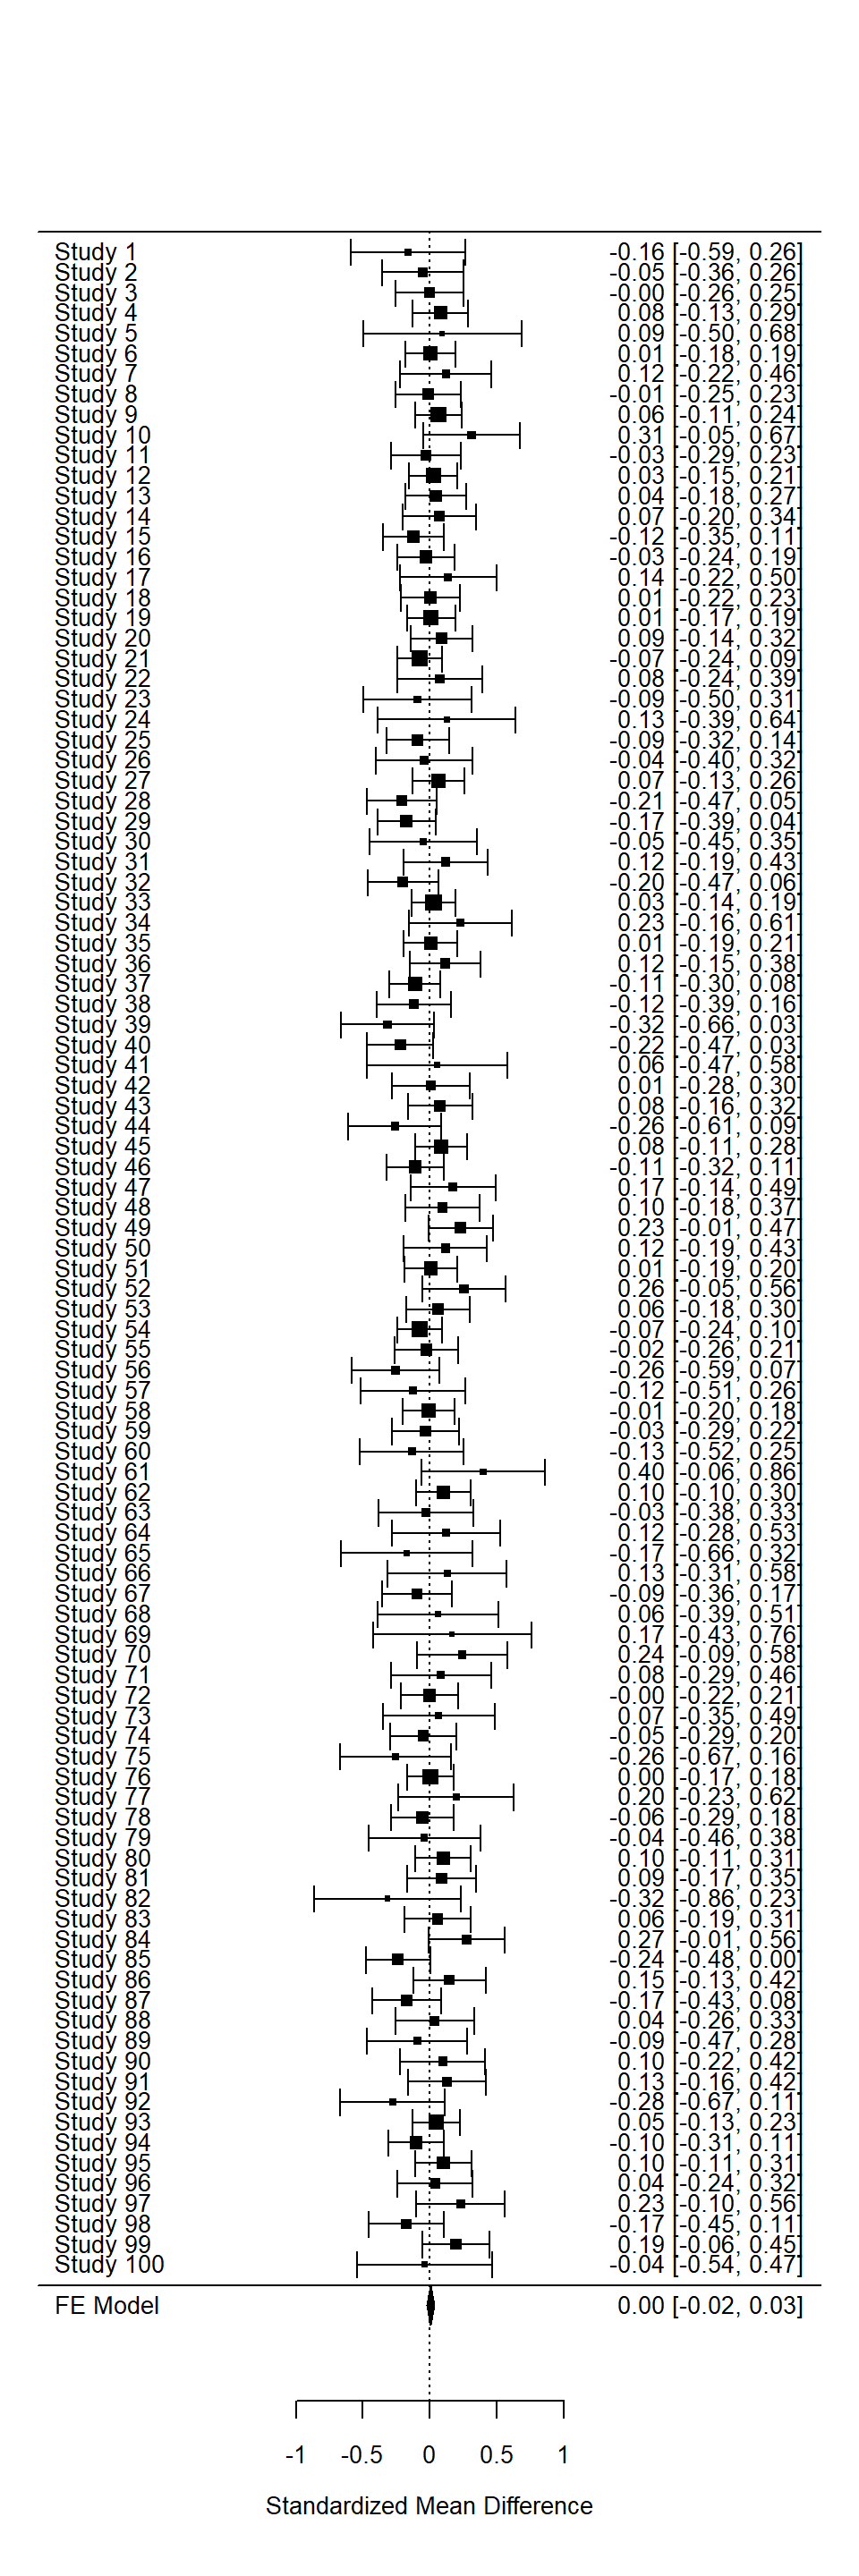 Study 1 -0.16 [-0.59, 0.26]
Study 2 -0.05 [-0.36, 0.26]
Study 3 -0.00 [-0.26, 0.25]
Study 4 0.08 [-0.13, 0.29]
Study 5 0.09 [-0.50, 0.68]
Study 6 0.01 [-0.18, 0.19]
Study 7 0.12 [-0.22, 0.46]
Study 8 -0.01 [-0.25, 0.23]
Study 9 0.06 [-0.11, 0.24]
Study 10 0.31 [-0.05, 0.67]
Study 11 -0.03 [-0.29, 0.23]
Study 12 0.03 [-0.15, 0.21]
Study 13 0.04 [-0.18, 0.27]
Study 14 0.07 [-0.20, 0.34]
Study 15 -0.12 [-0.35, 0.11]
Study 16 -0.03 [-0.24, 0.19]
Study 17 0.14 [-0.22, 0.50]
Study 18 0.01 [-0.22, 0.23]
Study 19 0.01 [-0.17, 0.19]
Study 20 0.09 [-0.14, 0.32]
Study 21 -0.07 [-0.24, 0.09]
Study 22 0.08 [-0.24, 0.39]
Study 23 -0.09 [-0.50, 0.31]
Study 24 0.13 [-0.39, 0.64]
Study 25 -0.09 [-0.32, 0.14]
Study 26 -0.04 [-0.40, 0.32]
Study 27 0.07 [-0.13, 0.26]
Study 28 -0.21 [-0.47, 0.05]
Study 29 -0.17 [-0.39, 0.04]
Study 30 -0.05 [-0.45, 0.35]
Study 31 0.12 [-0.19, 0.43]
Study 32 -0.20 [-0.47, 0.06]
Study 33 0.03 [-0.14, 0.19]
Study 34 0.23 [-0.16, 0.61]
Study 35 0.01 [-0.19, 0.21]
Study 36 0.12 [-0.15, 0.38]
Study 37 -0.11 [-0.30, 0.08]
Study 38 -0.12 [-0.39, 0.16]
Study 39 -0.32 [-0.66, 0.03]
Study 40 -0.22 [-0.47, 0.03]
Study 41 0.06 [-0.47, 0.58]
Study 42 0.01 [-0.28, 0.30]
Study 43 0.08 [-0.16, 0.32]
Study 44 -0.26 [-0.61, 0.09]
Study 45 0.08 [-0.11, 0.28]
Study 46 -0.11 [-0.32, 0.11]
Study 47 0.17 [-0.14, 0.49]
Study 48 0.10 [-0.18, 0.37]
Study 49 0.23 [-0.01, 0.47]
Study 50 0.12 [-0.19, 0.43]
Study 51 0.01 [-0.19, 0.20]
Study 52 0.26 [-0.05, 0.56]
Study 53 0.06 [-0.18, 0.30]
Study 54 -0.07 [-0.24, 0.10]
Study 55 -0.02 [-0.26, 0.21]
Study 56 -0.26 [-0.59, 0.07]
Study 57 -0.12 [-0.51, 0.26]
Study 58 -0.01 [-0.20, 0.18]
Study 59 -0.03 [-0.29, 0.22]
Study 60 -0.13 [-0.52, 0.25]
Study 61 0.40 [-0.06, 0.86]
Study 62 0.10 [-0.10, 0.30]
Study 63 -0.03 [-0.38, 0.33]
Study 64 0.12 [-0.28, 0.53]
Study 65 -0.17 [-0.66, 0.32]
Study 66 0.13 [-0.31, 0.58]
Study 67 -0.09 [-0.36, 0.17]
Study 68 0.06 [-0.39, 0.51]
Study 69 0.17 [-0.43, 0.76]
Study 70 0.24 [-0.09, 0.58]
Study 71 0.08 [-0.29, 0.46]
Study 72 -0.00 [-0.22, 0.21]
Study 73 0.07 [-0.35, 0.49]
Study 74 -0.05 [-0.29, 0.20]
Study 75 -0.26 [-0.67, 0.16]
Study 76 0.00 [-0.17, 0.18]
Study 77 0.20 [-0.23, 0.62]
Study 78 -0.06 [-0.29, 0.18]
Study 79 -0.04 [-0.46, 0.38]
Study 80 0.10 [-0.11, 0.31]
Study 81 0.09 [-0.17, 0.35]
Study 82 -0.32 [-0.86, 0.23]
Study 83 0.06 [-0.19, 0.31]
Study 84 0.27 [-0.01, 0.56]
Study 85 -0.24 [-0.48, 0.00]
Study 86 0.15 [-0.13, 0.42]
Study 87 -0.17 [-0.43, 0.08]
Study 88 0.04 [-0.26, 0.33]
Study 89 -0.09 [-0.47, 0.28]
Study 90 0.10 [-0.22, 0.42]
Study 91 0.13 [-0.16, 0.42]
Study 92 -0.28 [-0.67, 0.11]
Study 93 0.05 [-0.13, 0.23]
Study 94 -0.10 [-0.31, 0.11]
Study 95 0.10 [-0.11, 0.31]
Study 96 0.04 [-0.24, 0.32]
Study 97 0.23 [-0.10, 0.56]
Study 98 -0.17 [-0.45, 0.11]
Study 99 0.19 [-0.06, 0.45]
Study 100 -0.04 [-0.54, 0.47]
FE Model 0.00 [-0.02, 0.03]
-1 -0.5 0 0.5 1
Standardized Mean Difference